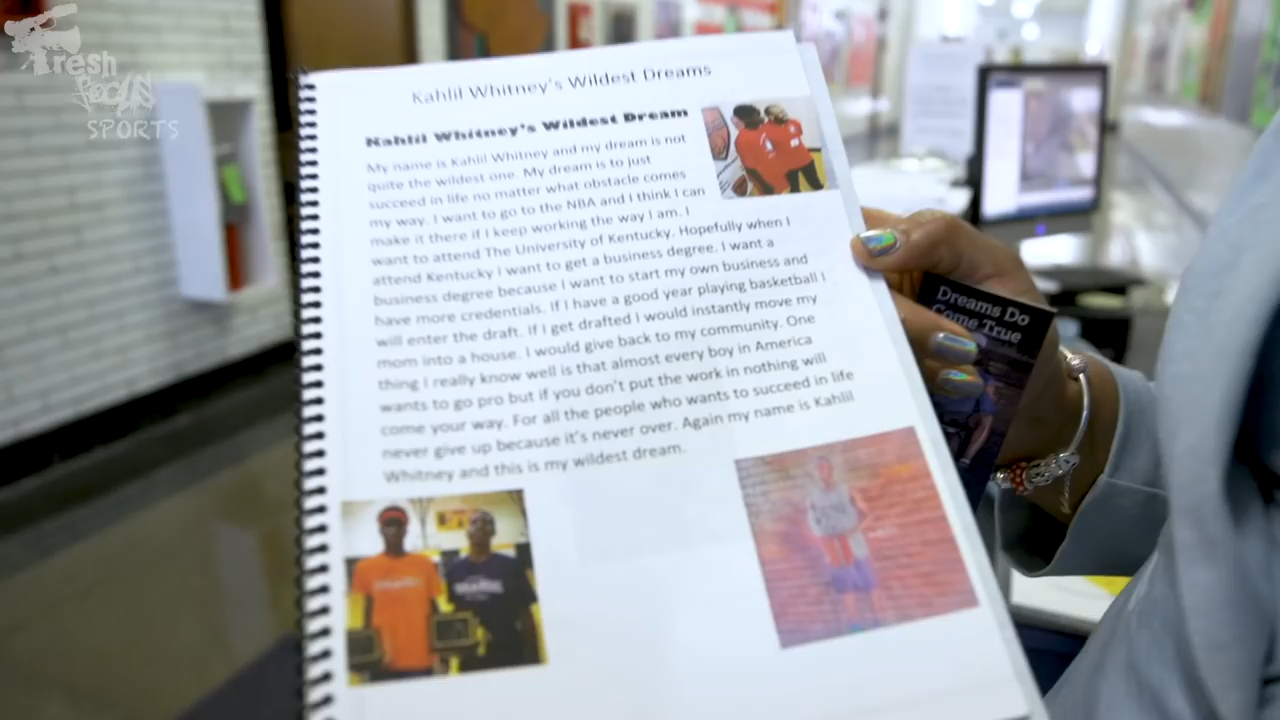 Fresh
Focus
SPORTS
Kahlil Whitney's Wildest Dreams
Kahlil Whitney's Wildest Dream
My name is Kahlil Whitney and my dream is not
quite the wildest one. My dream is to just
succeed in life no matter what obstacle comes
my way. I want to go to the NBA and I think I can
make it there if I keep working the way I am. I
want to attend The University of Kentucky. Hopefully when I
attend Kentucky I want to get a business degree. I want a
business degree because I want to start my own business and
have more credentials. If I have a good year playing basketball I
will enter the draft. If I get drafted I would instantly move my
mom into a house. I would give back to my community. One
thing I really know well is that almost every boy in America
wants to go pro but if you don't put the work in nothing will
come your way. For all the people who wants to succeed in life
never give up because it's never over. Again my name is Kahlil
Whitney and this is my wildest dream.
Dreams Do
Come True